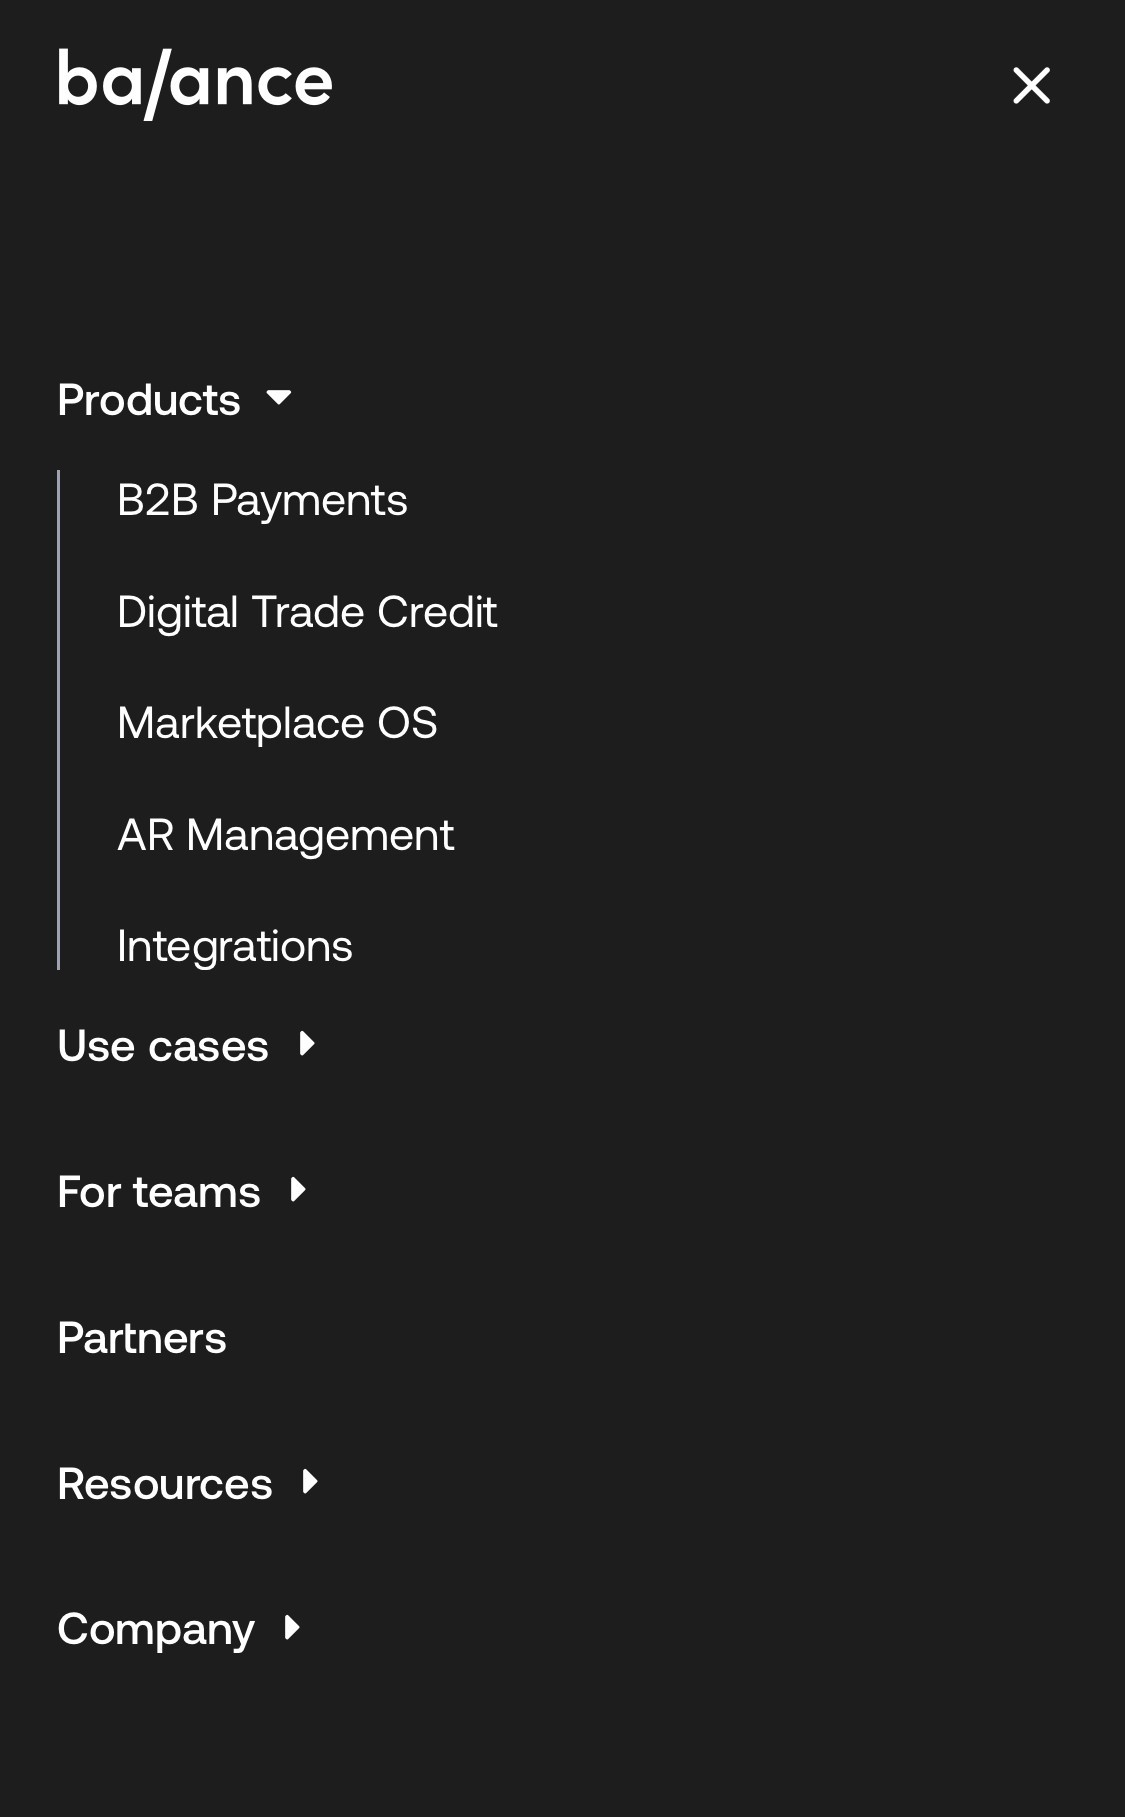 ba/ance
Products
B2B Payments
Digital Trade Credit
Marketplace OS
AR Management
Integrations
Use cases
For teams
Partners
Resources
Company